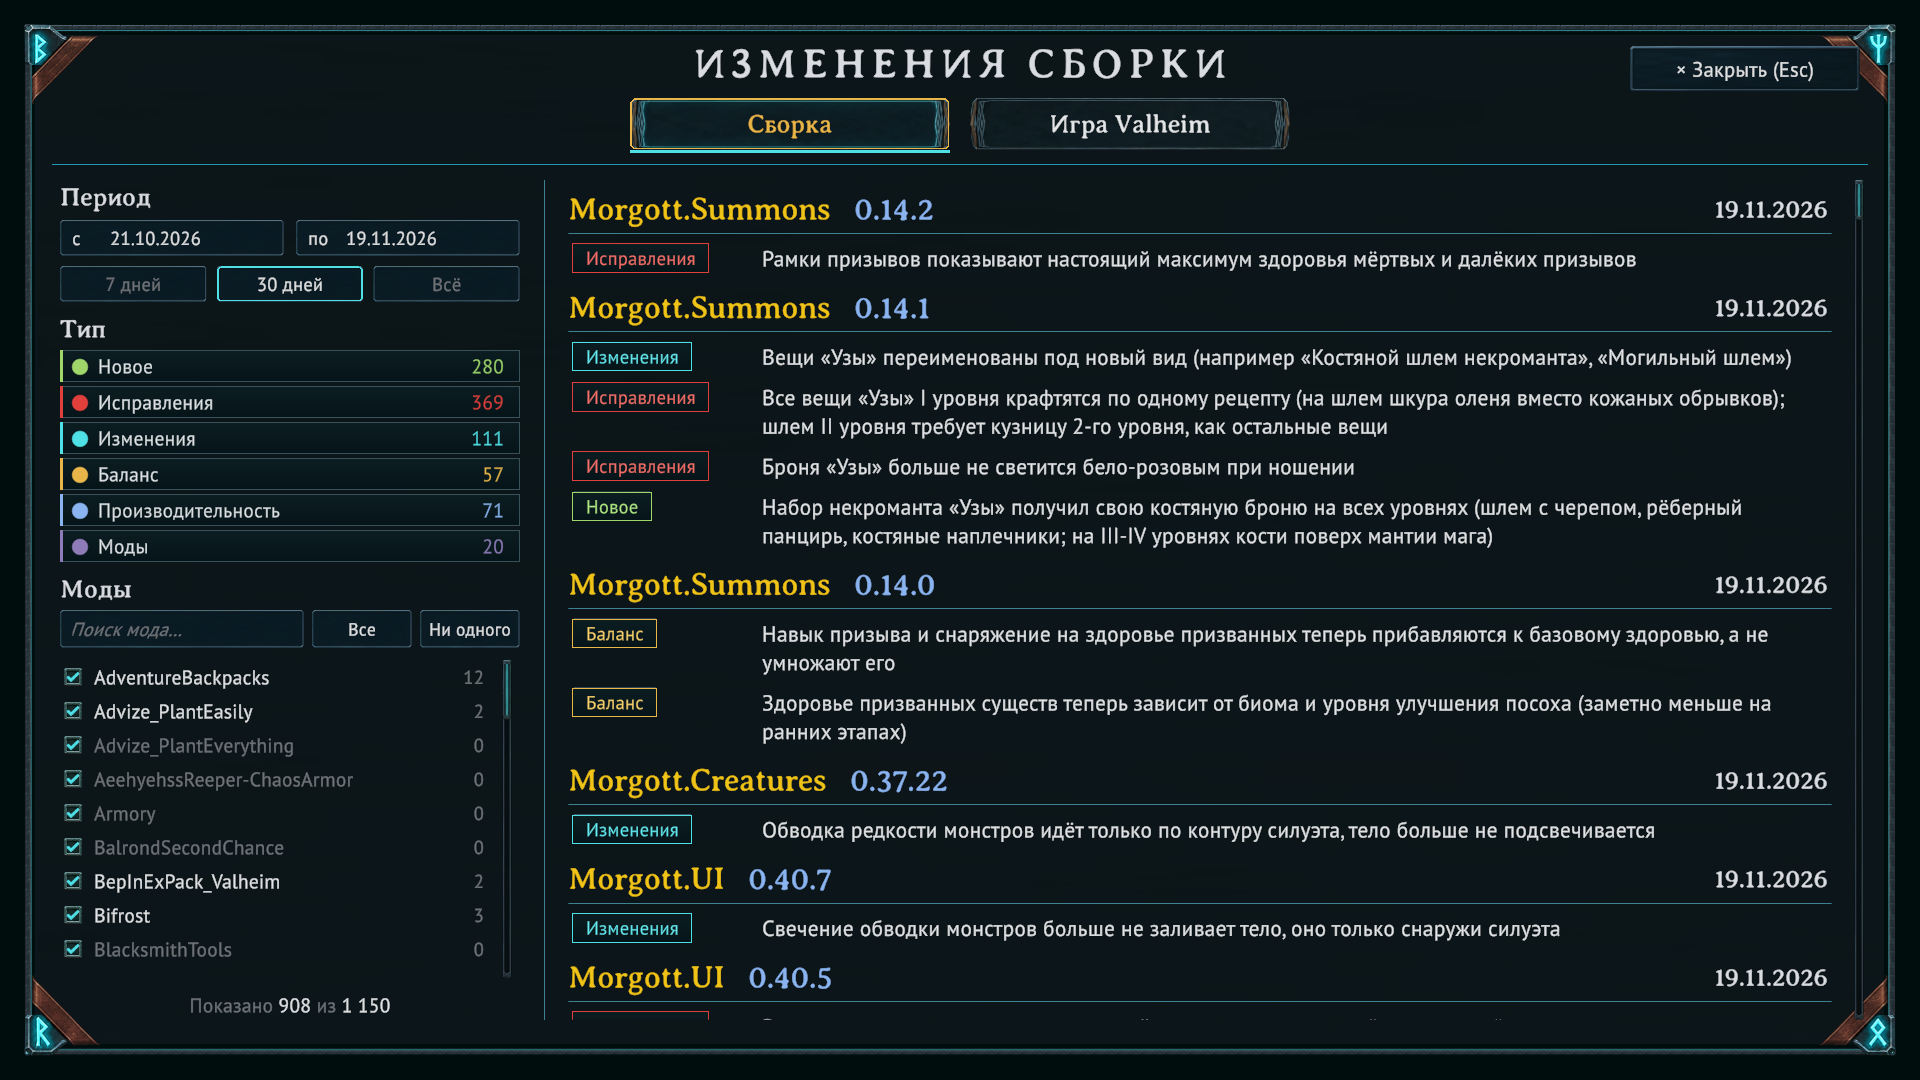 ИЗМЕНЕНИЯ СБОРКИ
× Закрыть (Esc)
Сборка
Игра Valheim
Период
с 21.10.2026
по 19.11.2026
7 дней
30 дней
Всё
Тип
Новое 280
Исправления 369
Изменения 111
Баланс 57
Производительность 71
Моды 20
Моды
Поиск мода...
Все
Ни одного
AdventureBackpacks 12
Advize_PlantEasily 2
Advize_PlantEverything 0
AeehyehssReeper-ChaosArmor 0
Armory 0
BalrondSecondChance 0
BepInExPack_Valheim 2
Bifrost 3
BlacksmithTools 0
Показано 908 из 1 150
Morgott.Summons 0.14.2 19.11.2026
Исправления Рамки призывов показывают настоящий максимум здоровья мёртвых и далёких призывов
Morgott.Summons 0.14.1 19.11.2026
Изменения Вещи «Узы» переименованы под новый вид (например «Костяной шлем некроманта», «Могильный шлем»)
Исправления Все вещи «Узы» I уровня крафтятся по одному рецепту (на шлем шкура оленя вместо кожаных обрывков);
шлем II уровня требует кузницу 2-го уровня, как остальные вещи
Исправления Броня «Узы» больше не светится бело-розовым при ношении
Новое Набор некроманта «Узы» получил свою костяную броню на всех уровнях (шлем с черепом, рёберный
панцирь, костяные наплечники; на III-IV уровнях кости поверх мантии мага)
Morgott.Summons 0.14.0 19.11.2026
Баланс Навык призыва и снаряжение на здоровье призванных теперь прибавляются к базовому здоровью, а не
умножают его
Баланс Здоровье призванных существ теперь зависит от биома и уровня улучшения посоха (заметно меньше на
ранних этапах)
Morgott.Creatures 0.37.22 19.11.2026
Изменения Обводка редкости монстров идёт только по контуру силуэта, тело больше не подсвечивается
Morgott.UI 0.40.7 19.11.2026
Изменения Свечение обводки монстров больше не заливает тело, оно только снаружи силуэта
Morgott.UI 0.40.5 19.11.2026